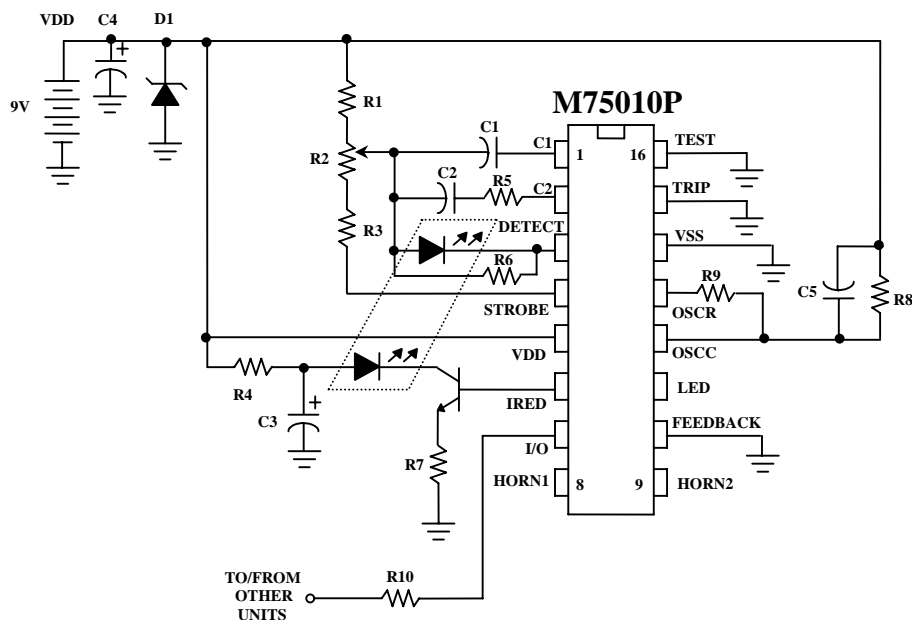 VDD
C4
D1
9V
+
R1
M75010P
C1
C1
1
16
TEST
R2
C2
R5
C2
TRIP
R3
DETECT
VSS
R6
R9
C5
R8
STROBE
OSCR
VDD
OSCC
R4
IRED
LED
C3
+
FEEDBACK
R7
I/O
HORN1
8
9
HORN2
TO/FROM
OTHER
UNITS
R10